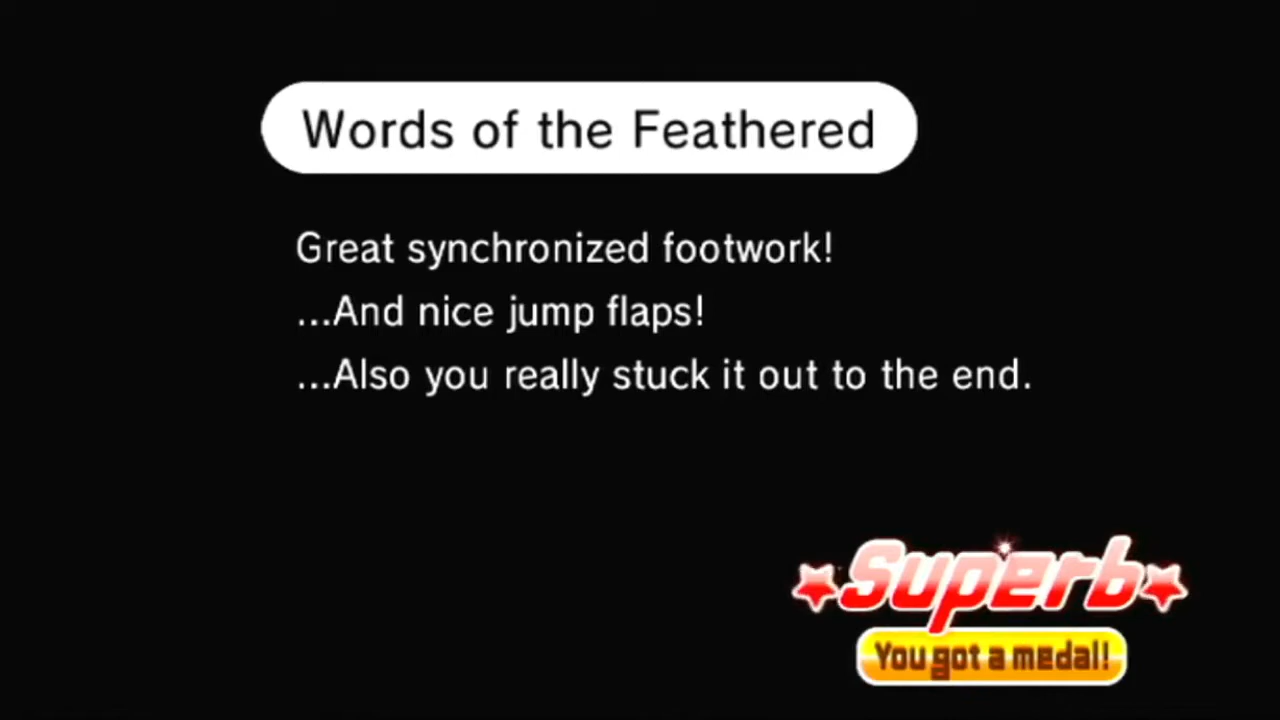 Words of the Feathered
Great synchronized footwork!
...And nice jump flaps!
...Also you really stuck it out to the end.
Superb
You got a medal!